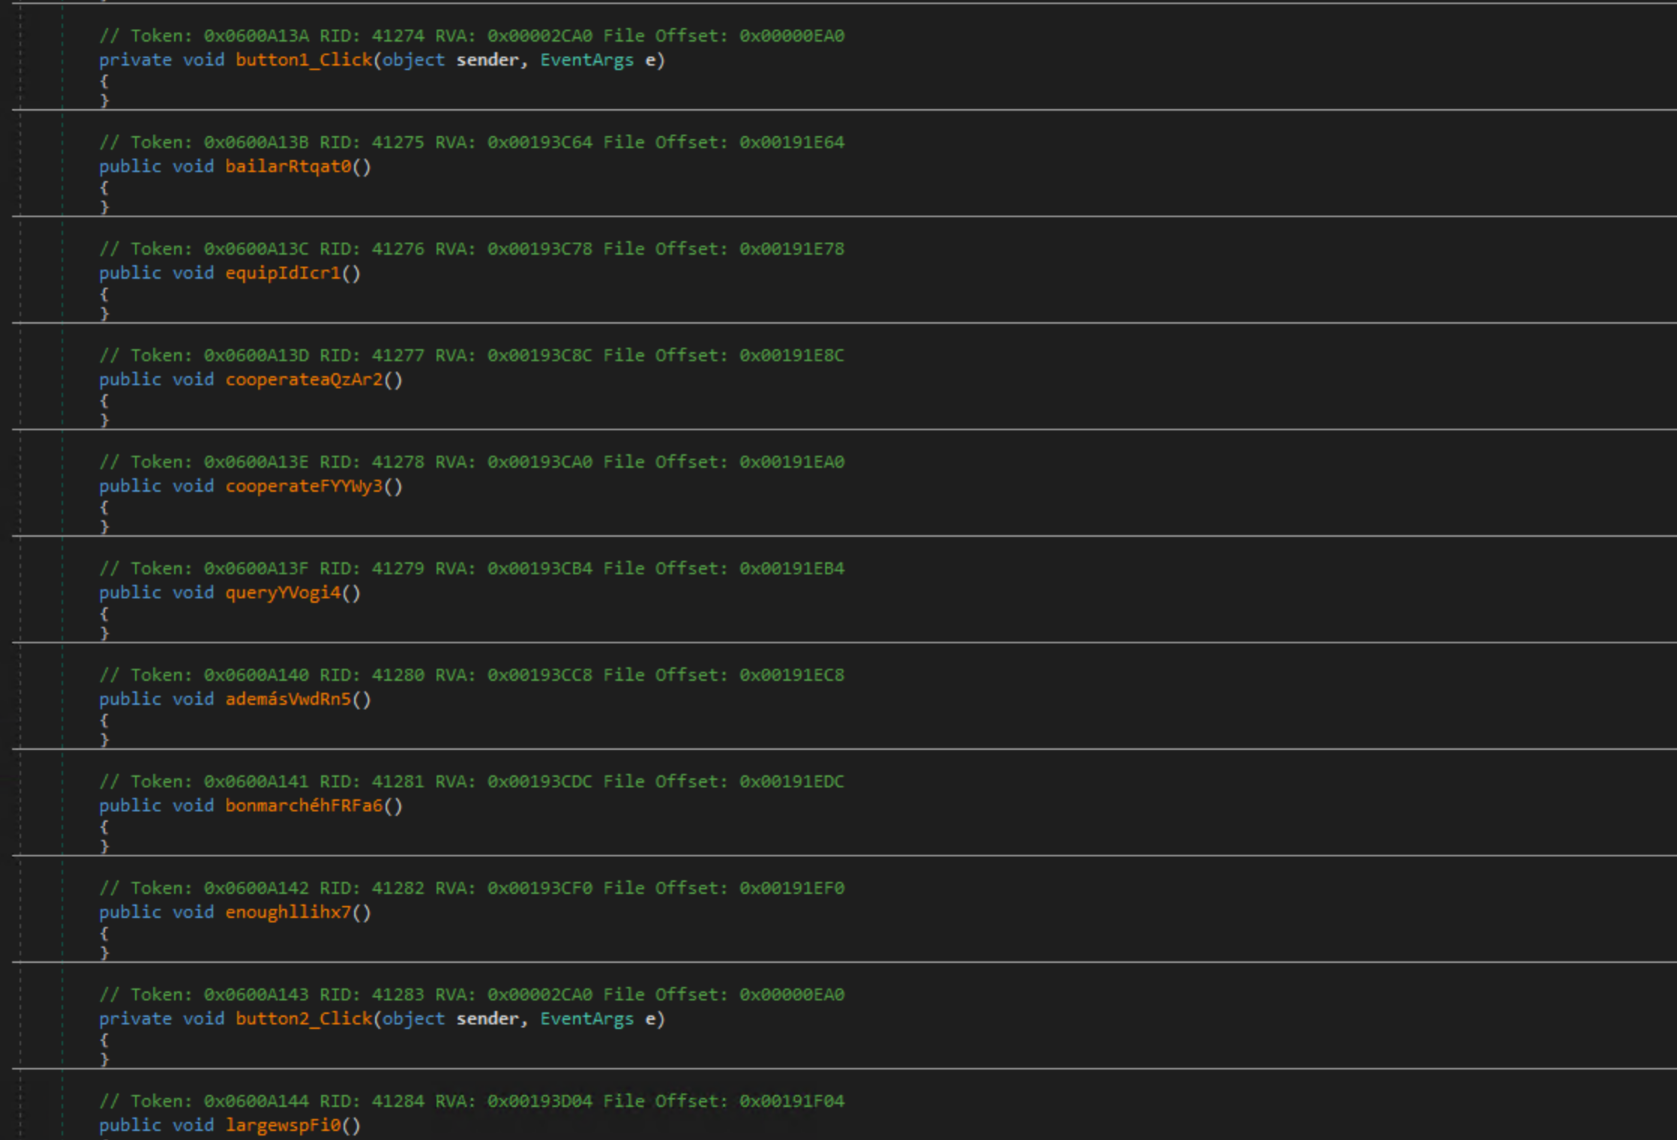 // Token: 0x0600A13A RID: 41274 RVA: 0x00002CA0 File Offset: 0x00000EA0
private void button1_Click(object sender, EventArgs e)
{
}
// Token: 0x0600A13B RID: 41275 RVA: 0x00193C64 File Offset: 0x00191E64
public void bailarRtqat0()
{
}
// Token: 0x0600A13C RID: 41276 RVA: 0x00193C78 File Offset: 0x00191E78
public void equipIdIcr1()
{
}
// Token: 0x0600A13D RID: 41277 RVA: 0x00193C8C File Offset: 0x00191E8C
public void cooperateaQzAr2()
{
}
// Token: 0x0600A13E RID: 41278 RVA: 0x00193CA0 File Offset: 0x00191EA0
public void cooperateFYYWy3()
{
}
// Token: 0x0600A13F RID: 41279 RVA: 0x00193CB4 File Offset: 0x00191EB4
public void queryYVogi4()
{
}
// Token: 0x0600A140 RID: 41280 RVA: 0x00193CC8 File Offset: 0x00191EC8
public void ademásVwdRn5()
{
}
// Token: 0x0600A141 RID: 41281 RVA: 0x00193CDC File Offset: 0x00191EDC
public void bonmarchéhFRFa6()
{
}
// Token: 0x0600A142 RID: 41282 RVA: 0x00193CF0 File Offset: 0x00191EF0
public void enoughllihx7()
{
}
// Token: 0x0600A143 RID: 41283 RVA: 0x00002CA0 File Offset: 0x00000EA0
private void button2_Click(object sender, EventArgs e)
{
}
// Token: 0x0600A144 RID: 41284 RVA: 0x00193D04 File Offset: 0x00191F04
public void largewspFi0()